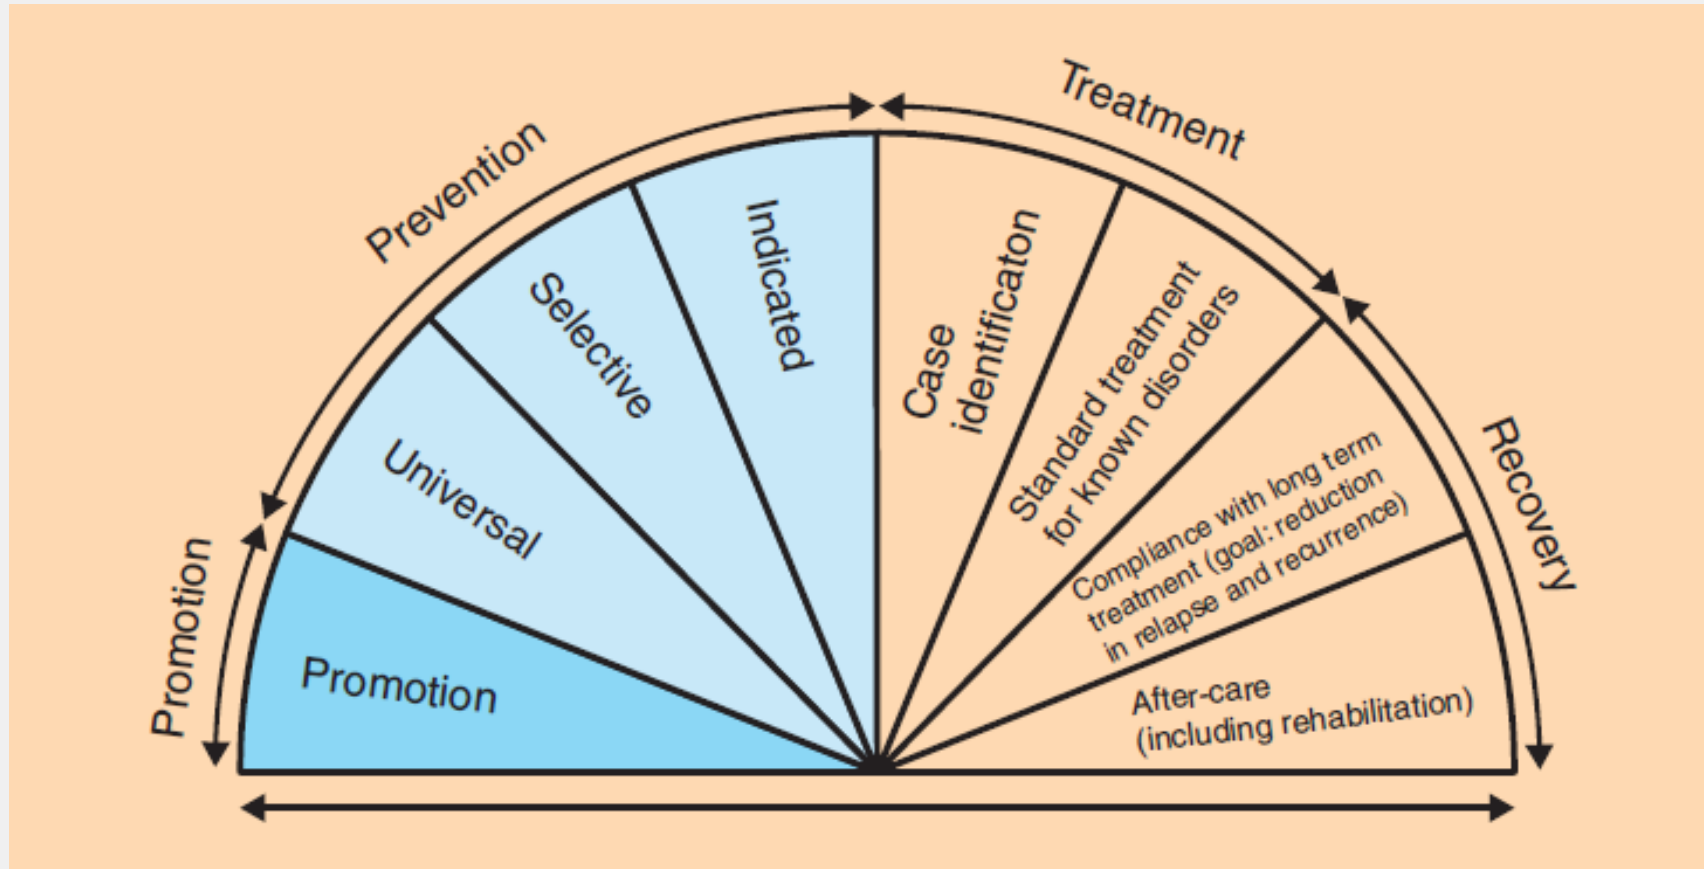 Promotion
Prevention
Treatment
Recovery
Promotion
Universal
Selective
Indicated
Case
identificaton
Standard treatment
for known disorders
Compliance with long term
treatment (goal: reduction
in relapse and recurrence)
After-care
(including rehabilitation)